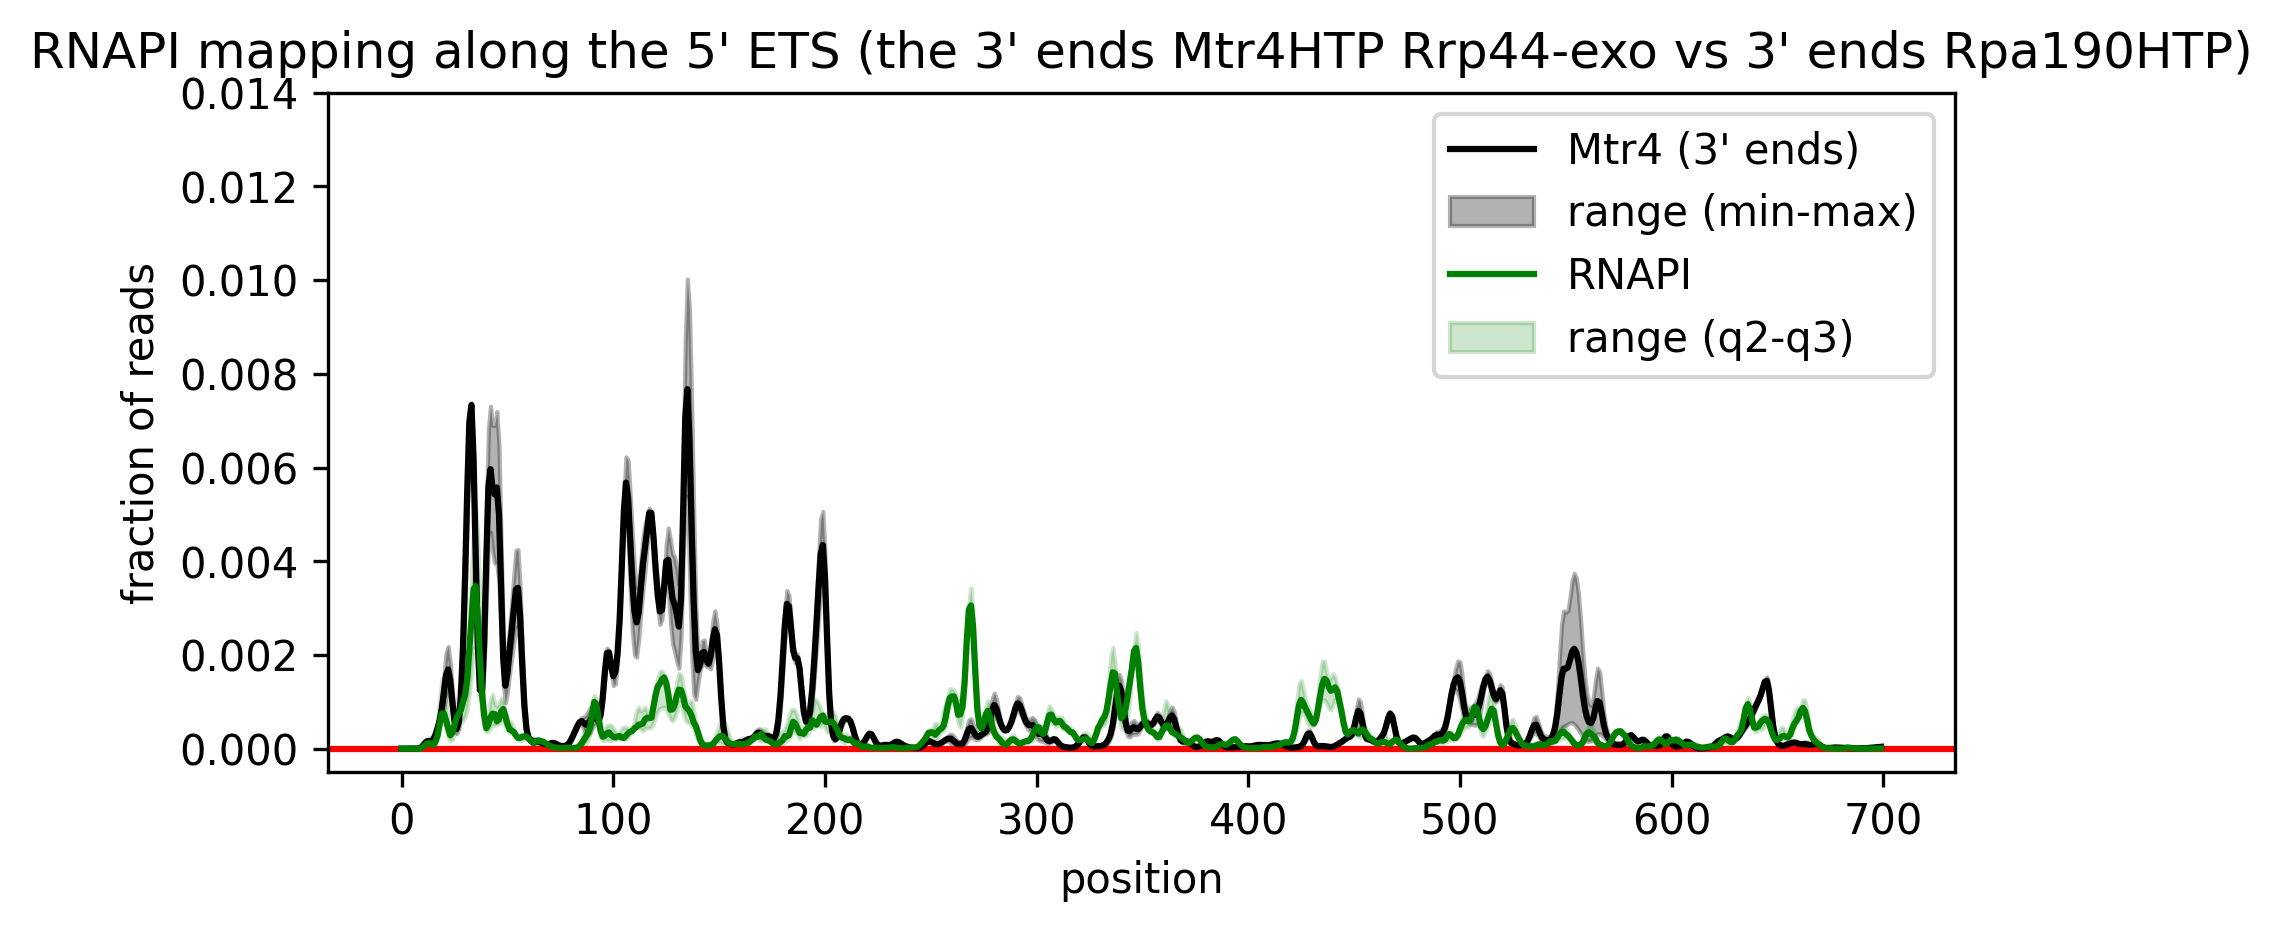 RNAPI mapping along the 5' ETS (the 3' ends Mtr4HTP Rrp44-exo vs 3' ends Rpa190HTP)
0.014
0.012
0.010
0.008
0.006
0.004
0.002
0.000
fraction of reads
Mtr4 (3' ends)
range (min-max)
RNAPI
range (q2-q3)
0 100 200 300 400 500 600 700
position